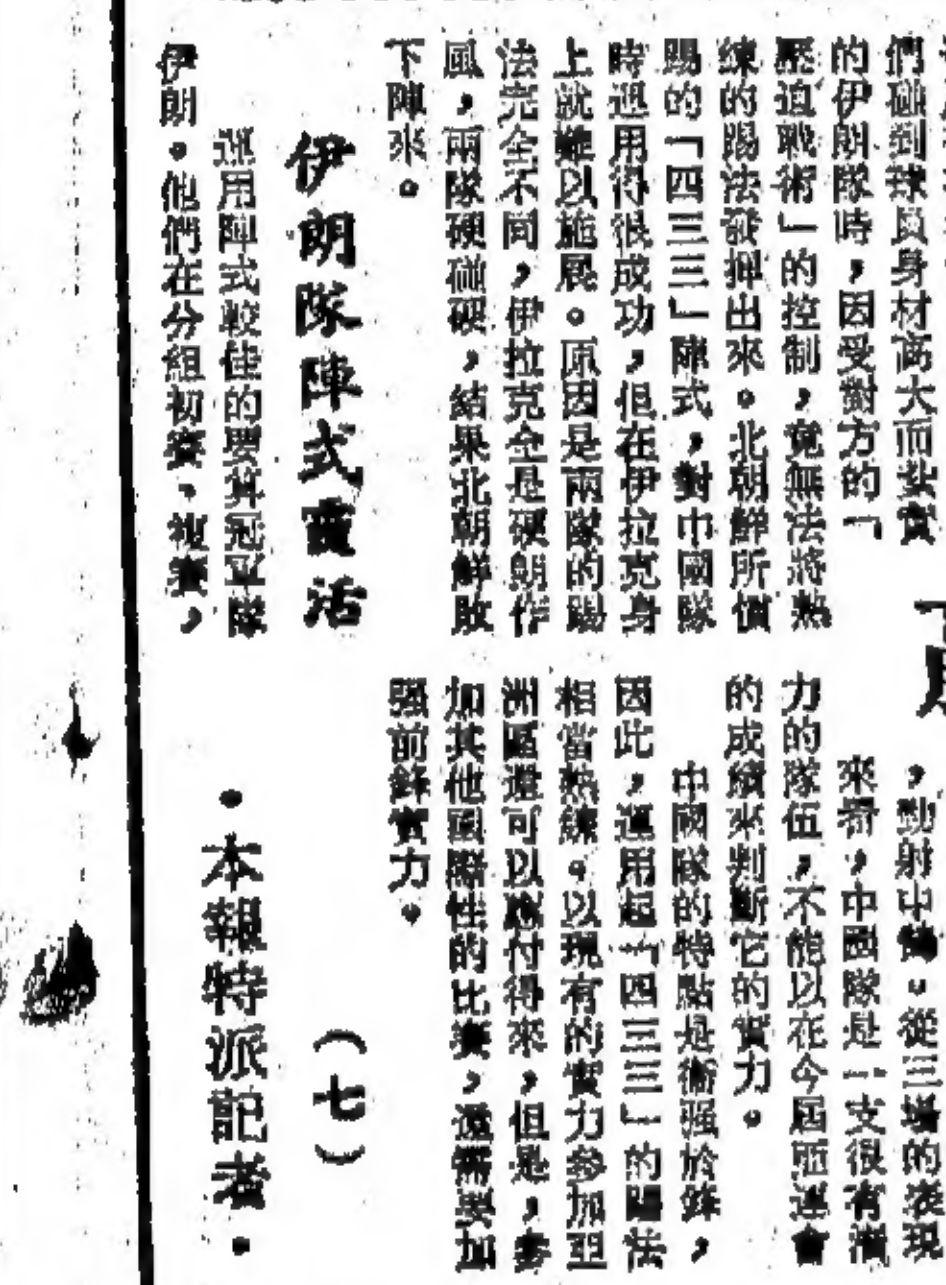 們碰到球員身材高大而紮實
的伊朗隊時，因受對方的「
壓迫戰術」的控制，竟無法將熟
練的踢法發揮出來。北朝鮮所慣
踢的「四三三」陣式，對中國隊
時運用得很成功，但在伊拉克身
上就難以施展。原因是兩隊的踢
法完全不同，伊拉克全是硬朗作
風，兩隊硬碰硬，結果北朝鮮敗
下陣來。
伊朗隊陣式靈活
運用陣式較佳的要算冠軍隊
伊朗。他們在分組初賽、複賽，
，勁射中鵠。從三場的表現
來看，中國隊是一支很有潛
力的隊伍，不能以在今屆亞運會
的成績來判斷它的實力。
中國隊的特點是衛强於鋒，
因此，運用起「四三三」的踢法
相當熟練。以現有的實力參加亞
洲區還可以應付得來，但是，參
加其他國際性的比賽，還需要加
强前鋒實力。
（七）
·本報特派記者·